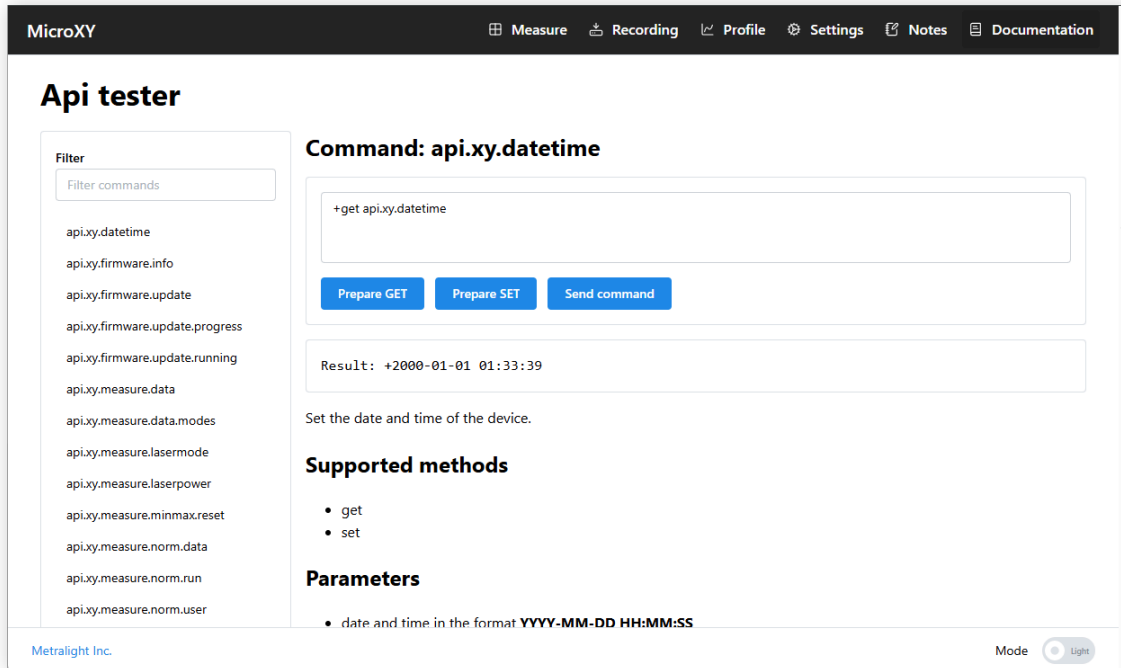 MicroXY
Measure Recording Profile Settings Notes Documentation
Api tester
Filter
Filter commands
api.xy.datetime
api.xy.firmware.info
api.xy.firmware.update
api.xy.firmware.update.progress
api.xy.firmware.update.running
api.xy.measure.data
api.xy.measure.data.modes
api.xy.measure.lasermode
api.xy.measure.laserpower
api.xy.measure.minmax.reset
api.xy.measure.norm.data
api.xy.measure.norm.run
api.xy.measure.norm.user
Command: api.xy.datetime
+get api.xy.datetime
Prepare GET Prepare SET Send command
Result: +2000-01-01 01:33:39
Set the date and time of the device.
Supported methods
• get
• set
Parameters
• date and time in the format YYYY-MM-DD HH:MM:SS
Metralight Inc.
Mode Light